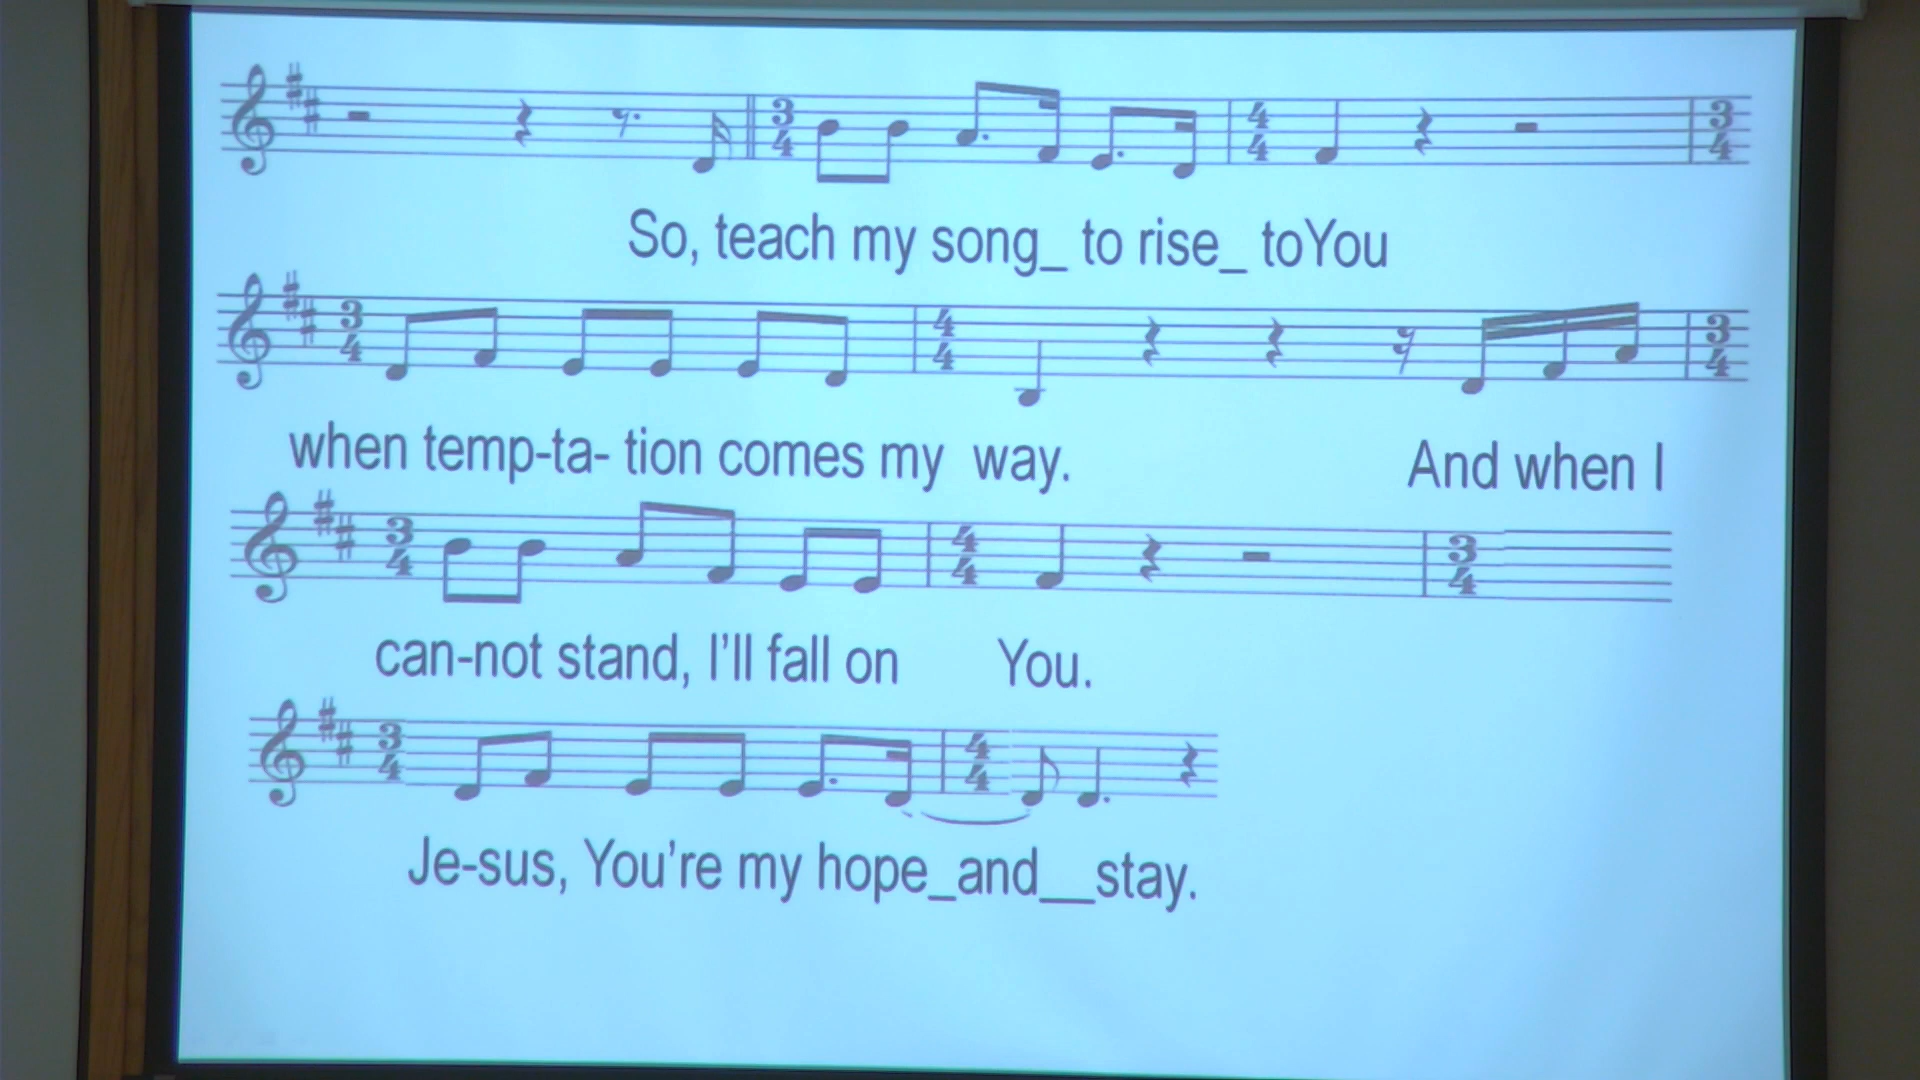 So, teach my song_ to rise_ toYou
when temp-ta- tion comes my way. And when I
can-not stand, I'll fall on You.
Je-sus, You're my hope_and__stay.